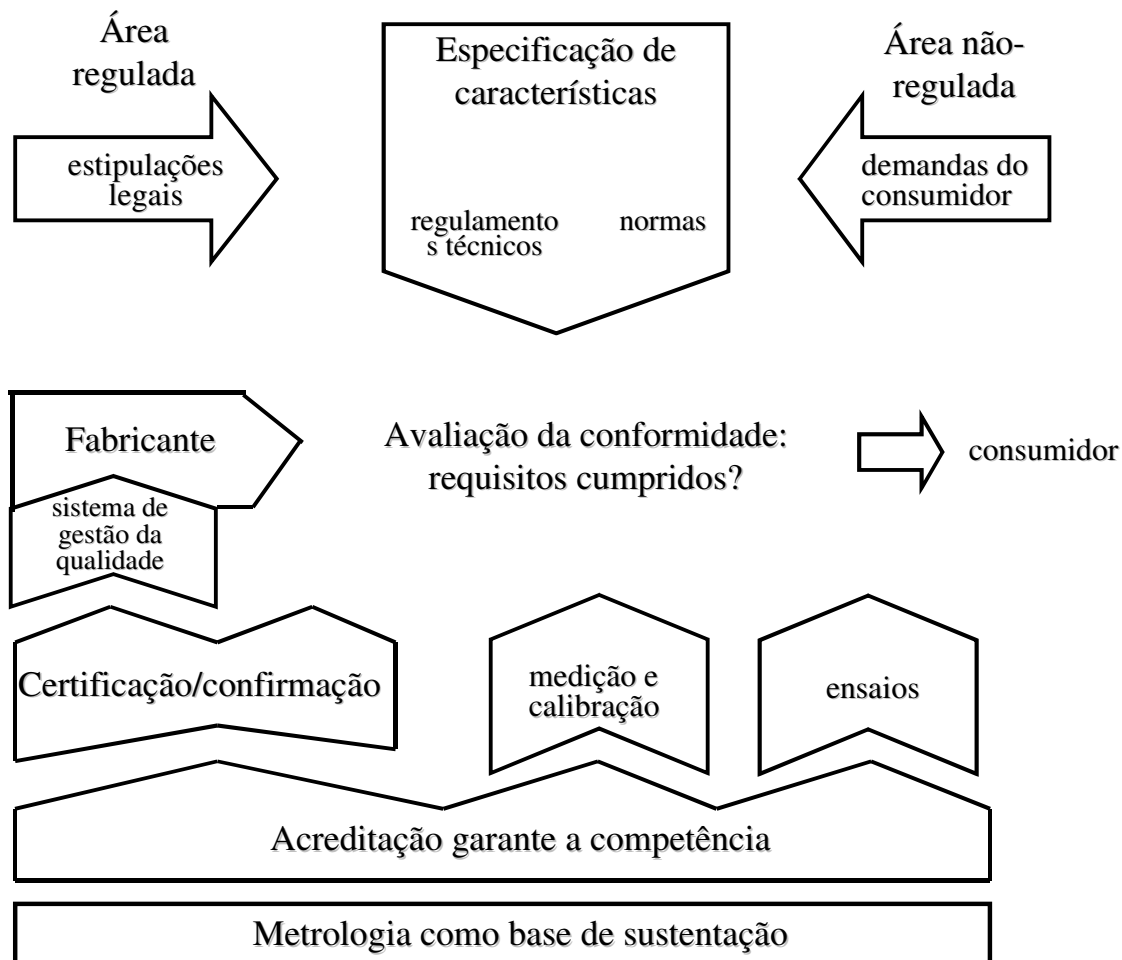 Área
regulada
estipulações
legais
Especificação de
características
regulamento
s técnicos
normas
Área não-
regulada
demandas do
consumidor
Fabricante
sistema de
gestão da
qualidade
Avaliação da conformidade:
requisitos cumpridos?
consumidor
Certificação/confirmação
medição e
calibração
ensaios
Acreditação garante a competência
Metrologia como base de sustentação